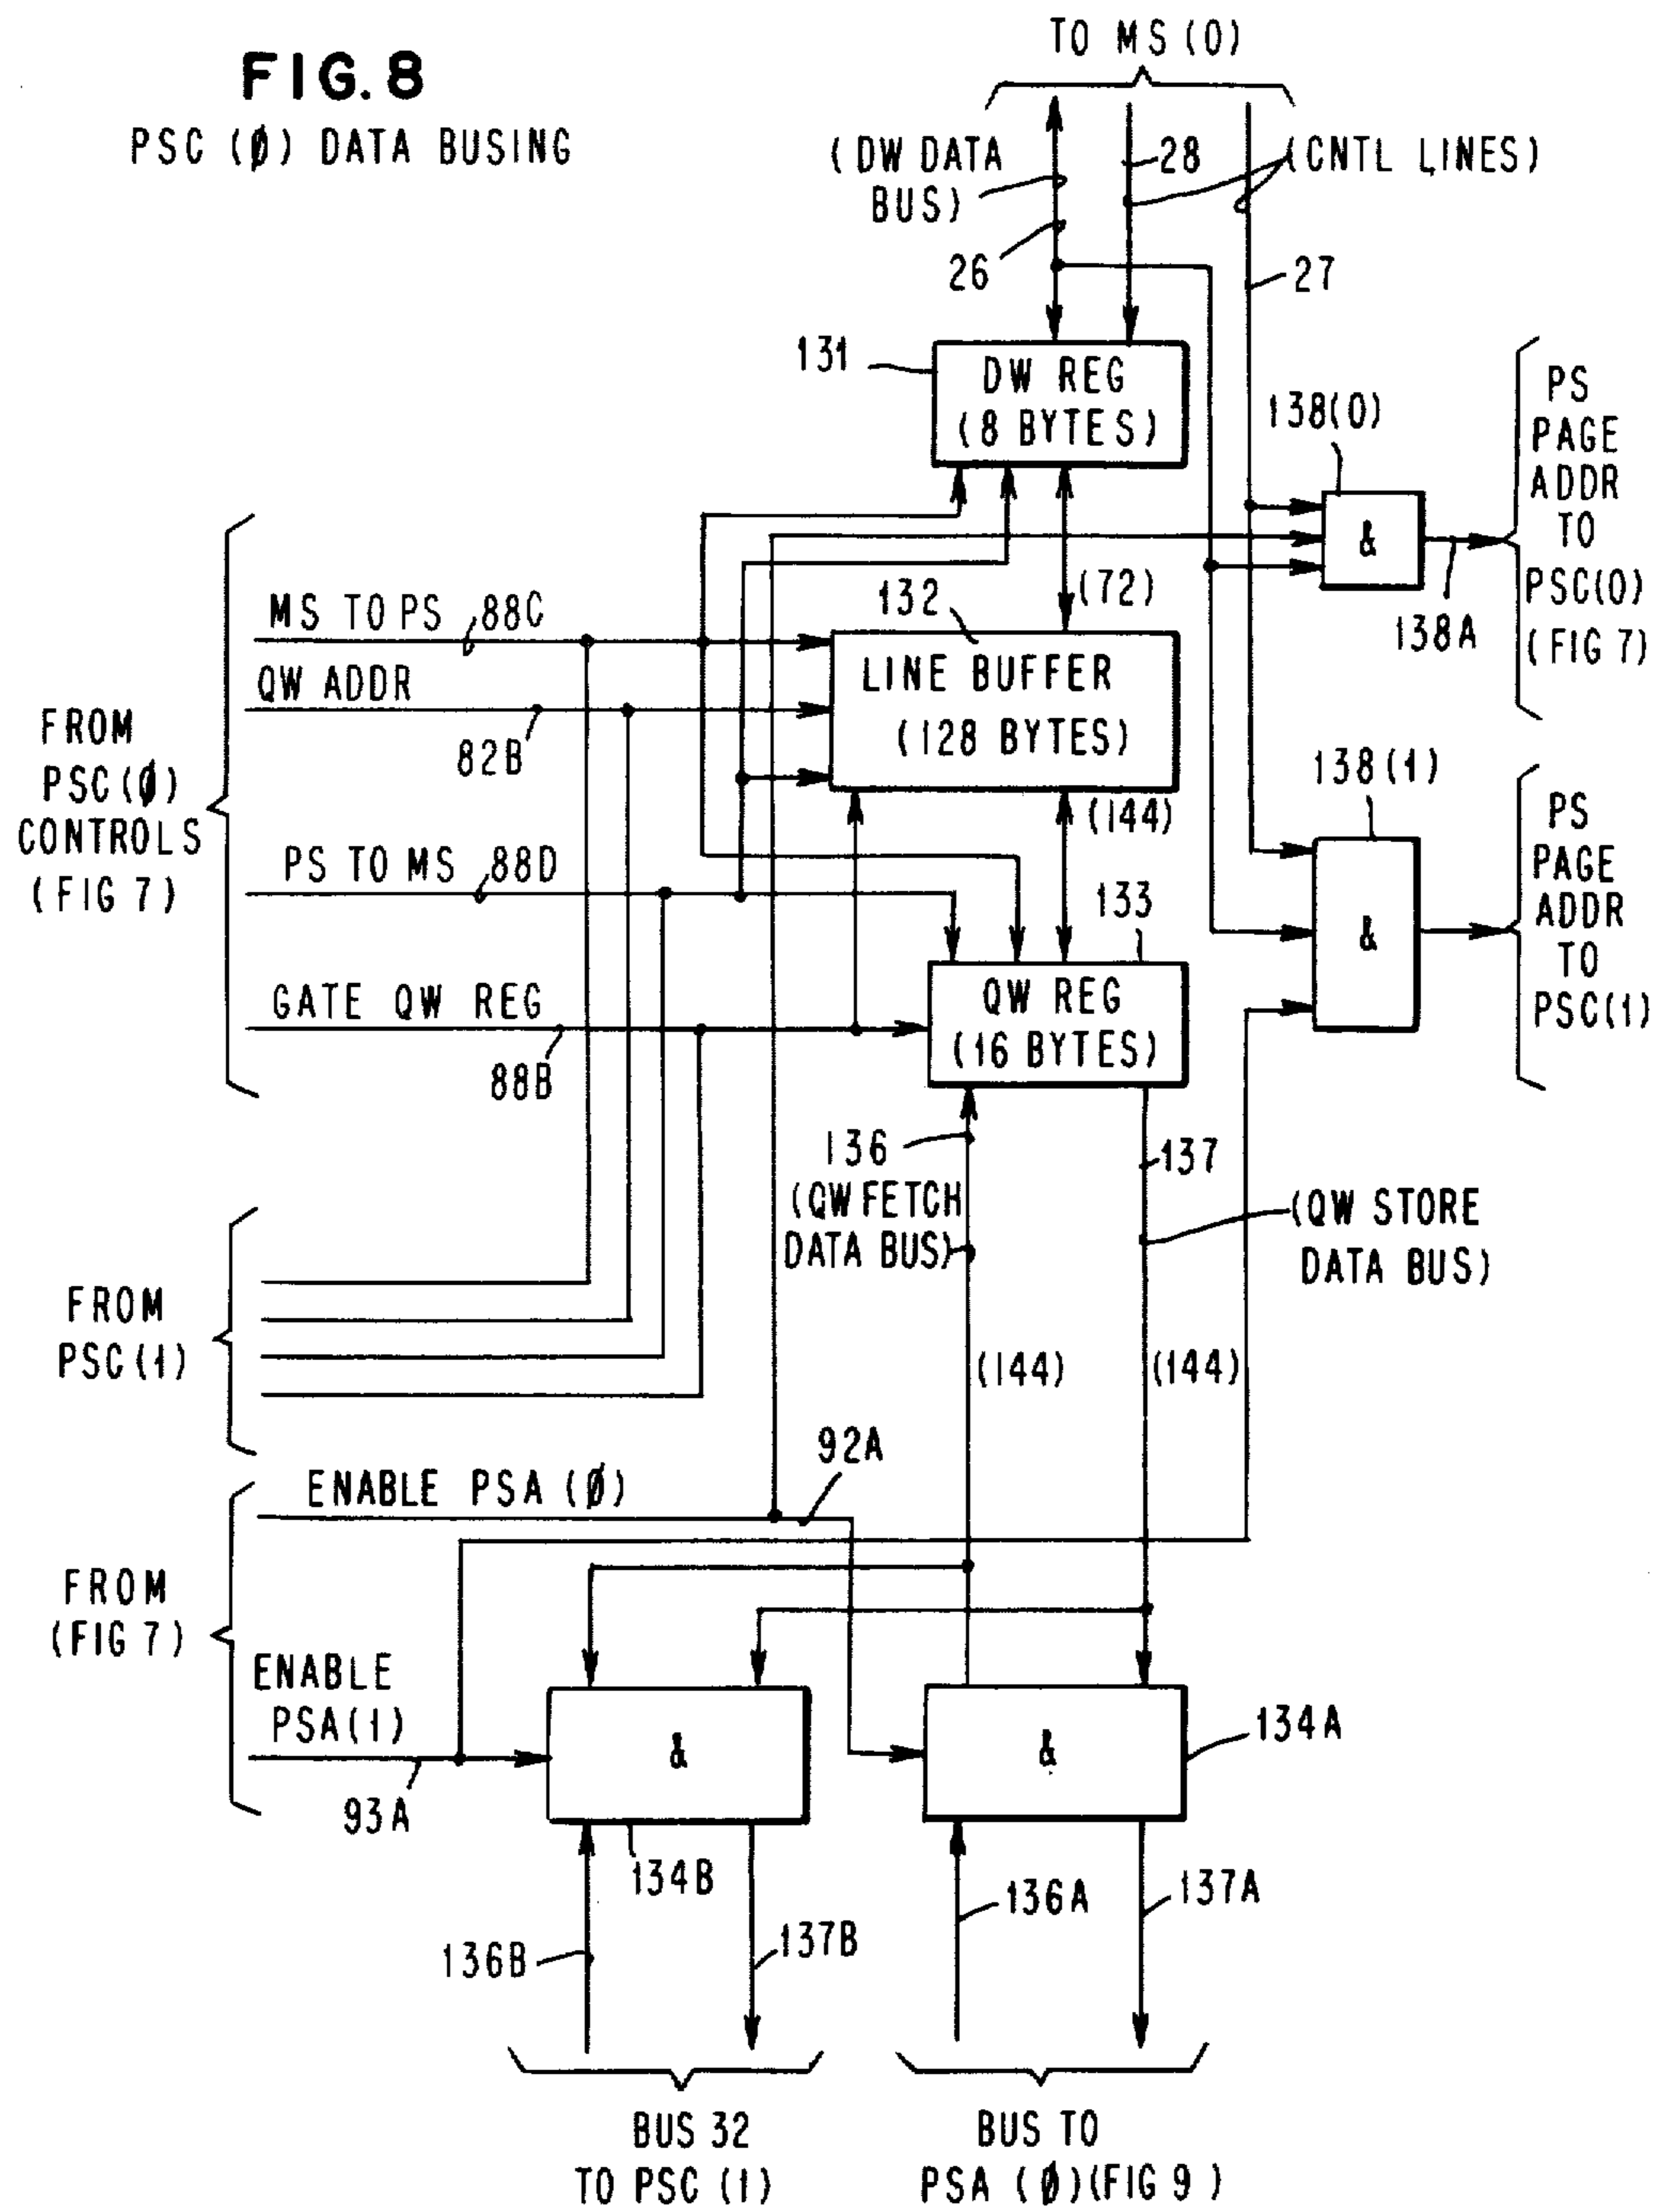 FIG. 8
PSC (Ø) DATA BUSING
TO MS (0)
(DW DATA
BUS)
28
(CNTL LINES)
26
27
131
DW REG
(8 BYTES)
138(0)
&
138A
PS
PAGE
ADDR
TO
PSC(0)
(FIG 7)
(72)
132
LINE BUFFER
(128 BYTES)
MS TO PS
88C
QW ADDR
82B
FROM
PSC (Ø)
CONTROLS
(FIG 7)
(144)
138(1)
&
PS
PAGE
ADDR
TO
PSC(1)
PS TO MS
88D
133
QW REG
(16 BYTES)
GATE QW REG
88B
136
(QW FETCH
DATA BUS)
137
(QW STORE
DATA BUS)
FROM
PSC (1)
(144)
(144)
92A
ENABLE PSA (Ø)
FROM
(FIG 7)
ENABLE
PSA(1)
93A
&
&
134A
134B
136B
137B
136A
137A
BUS 32
TO PSC (1)
BUS TO
PSA (Ø)(FIG 9)